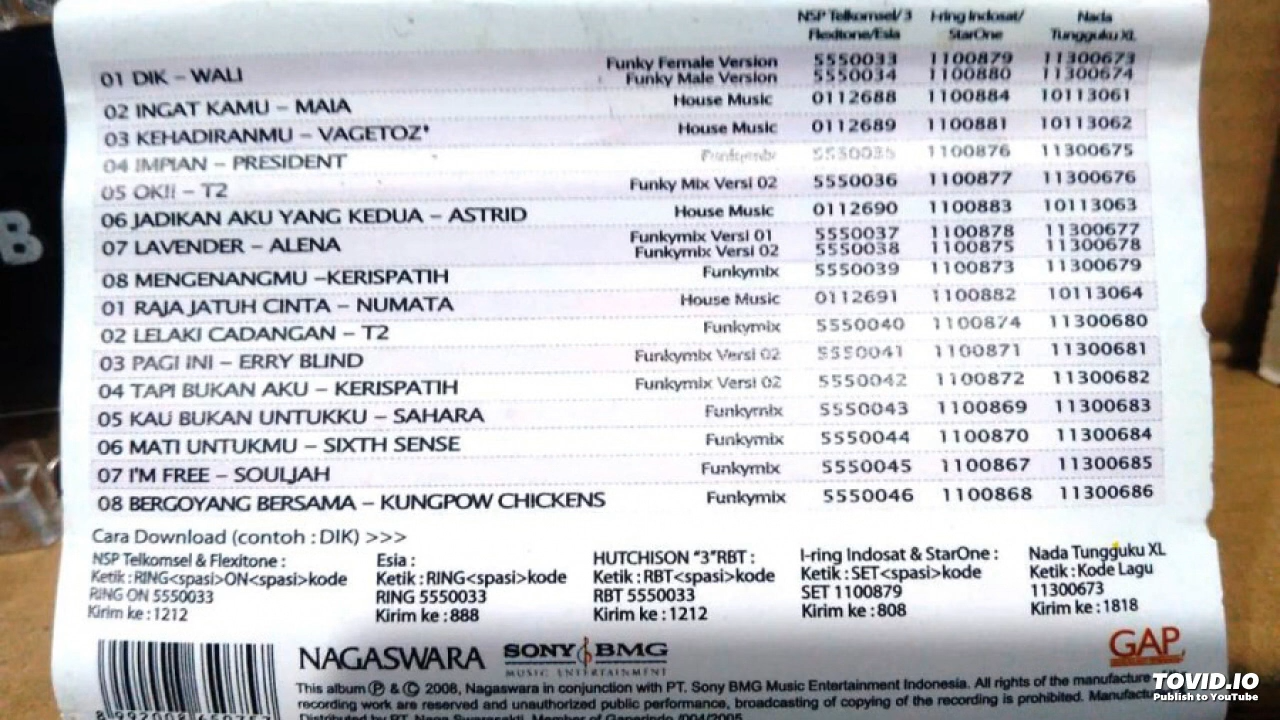 NSP Telkomsel/3 I-ring Indosat/ Nada
Flexitone/Esia StarOne Tungguku XL
01 DIK – WALI Funky Female Version 5550033 1100879 11300673
Funky Male Version 5550034 1100880 11300674
02 INGAT KAMU – MAIA House Music 0112688 1100884 10113061
03 KEHADIRANMU – VAGETOZ' House Music 0112689 1100881 10113062
04 IMPIAN – PRESIDENT Funkymix 5550035 1100876 11300675
05 OK!! – T2 Funky Mix Versi 02 5550036 1100877 11300676
06 JADIKAN AKU YANG KEDUA – ASTRID House Music 0112690 1100883 10113063
07 LAVENDER – ALENA Funkymix Versi 01 5550037 1100878 11300677
Funkymix Versi 02 5550038 1100875 11300678
08 MENGENANGMU –KERISPATIH Funkymix 5550039 1100873 11300679
01 RAJA JATUH CINTA – NUMATA House Music 0112691 1100882 10113064
02 LELAKI CADANGAN – T2 Funkymix 5550040 1100874 11300680
03 PAGI INI – ERRY BLIND Funkymix Versi 02 5550041 1100871 11300681
04 TAPI BUKAN AKU – KERISPATIH Funkymix Versi 02 5550042 1100872 11300682
05 KAU BUKAN UNTUKKU – SAHARA Funkymix 5550043 1100869 11300683
06 MATI UNTUKMU – SIXTH SENSE Funkymix 5550044 1100870 11300684
07 I'M FREE – SOULJAH Funkymix 5550045 1100867 11300685
08 BERGOYANG BERSAMA – KUNGPOW CHICKENS Funkymix 5550046 1100868 11300686
Cara Download (contoh : DIK) >>>
NSP Telkomsel & Flexitone :
Ketik : RING<spasi>ON<spasi>kode
RING ON 5550033
Kirim ke :1212
Esia :
Ketik : RING<spasi>kode
RING 5550033
Kirim ke : 888
HUTCHISON "3"RBT :
Ketik : RBT<spasi>kode
RBT 5550033
Kirim ke : 1212
I-ring Indosat & StarOne :
Ketik : SET<spasi>kode
SET 1100879
Kirim ke : 808
Nada Tungguku XL
Ketik : Kode Lagu
11300673
Kirim ke : 1818
NAGASWARA SONY BMG
MUSIC ENTERTAINMENT
GAP
This album Ⓟ & © 2008, Nagaswara in conjunction with PT. Sony BMG Music Entertainment Indonesia. All rights of the manufacture
recording work are reserved and unauthorized public performance, broadcasting of copying of the recording is prohibited.
B
TOVID.IO
Publish to YouTube